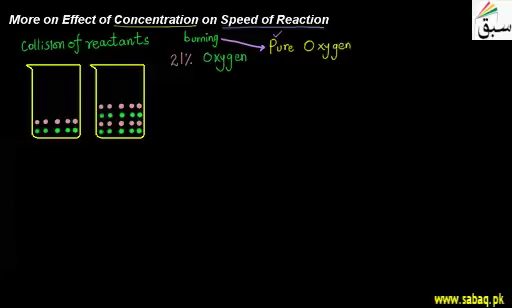 More on Effect of Concentration on Speed of Reaction
سبق
Collision of reactants
burning
Pure Oxygen
21% Oxygen
www.sabaq.pk